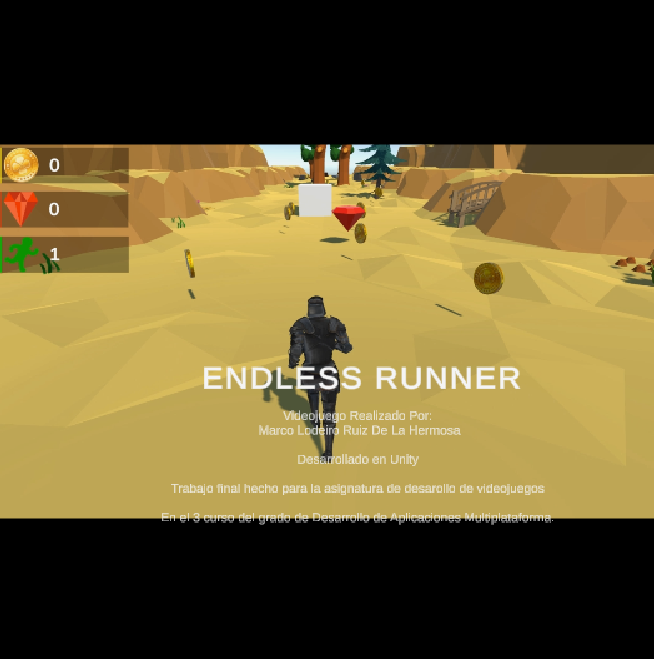 0
0
1
ENDLESS RUNNER
Videojuego Realizado Por:
Marco Lodeiro Ruiz De La Hermosa
Desarrollado en Unity
Trabajo final hecho para la asignatura de desarollo de videojuegos
En el 3 curso del grado de Desarrollo de Aplicaciones Multiplataforma.